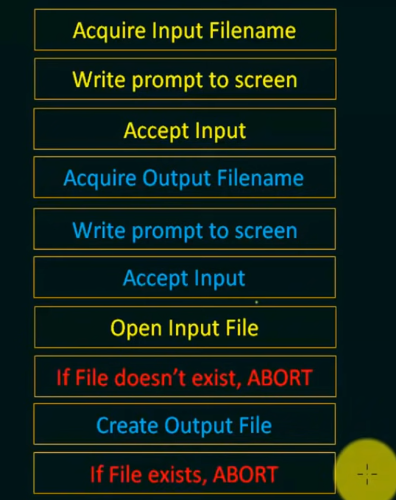 Acquire Input Filename
Write prompt to screen
Accept Input
Acquire Output Filename
Write prompt to screen
Accept Input
Open Input File
If File doesn’t exist, ABORT
Create Output File
If File exists, ABORT